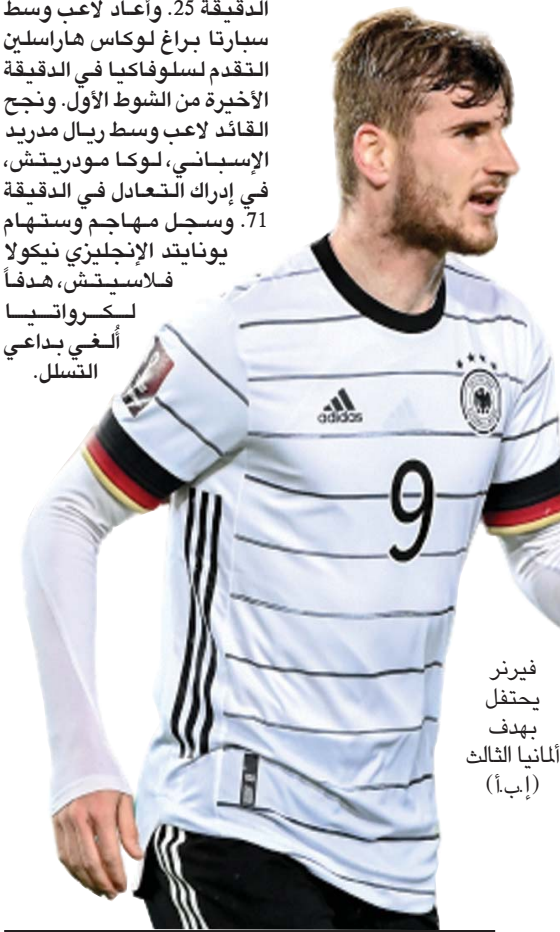 الدقيقة 25. وأعاد لاعب وسط
سبارتا براغ لوكاس هاراسلين
التقدم لسلوفاكيا في الدقيقة
الأخيرة من الشوط الأول. ونجح
القائد لاعب وسط ريال مدريد
الإسباني، لوكا مودريتش،
في إدراك التعادل في الدقيقة
71. وسجل مهاجم وستهام
يونايتد الإنجليزي نيكولا
فلاسيتش، هدفاً
لكرواتيا
أُلغي بداعي
التسلل.
adidas
9
فيرنر
يحتفل
بهدف
ألمانيا الثالث
(إ.ب.أ)